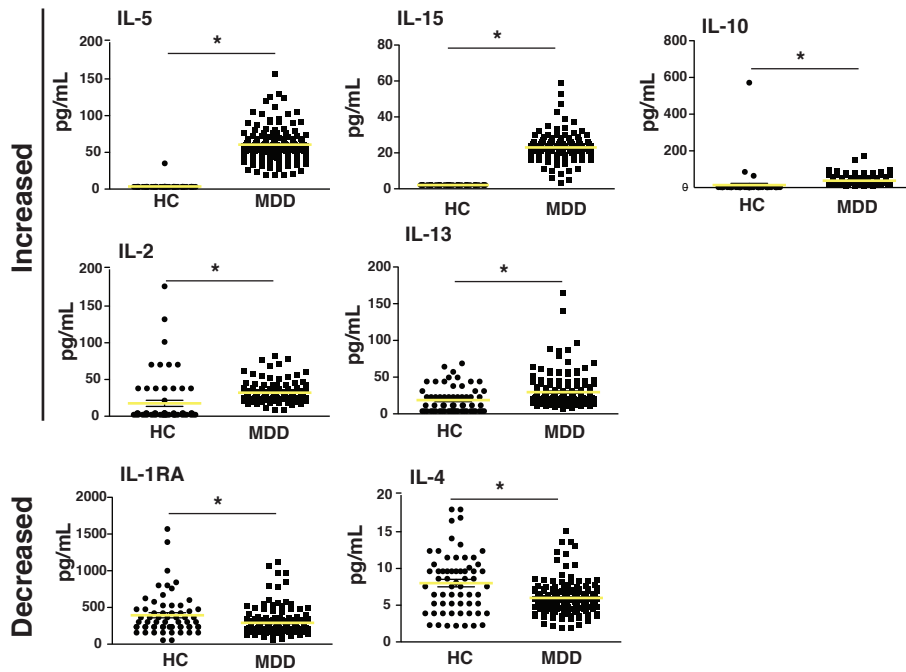 Increased
IL-5
pg/mL
200
150
100
50
0
*
HC
MDD
IL-15
pg/mL
80
60
40
20
0
*
HC
MDD
IL-10
pg/mL
800
600
400
200
0
*
HC
MDD
IL-2
pg/mL
200
150
100
50
0
*
HC
MDD
IL-13
pg/mL
200
150
100
50
0
*
HC
MDD
Decreased
IL-1RA
pg/mL
2000
1500
1000
500
0
*
HC
MDD
IL-4
pg/mL
20
15
10
5
0
*
HC
MDD